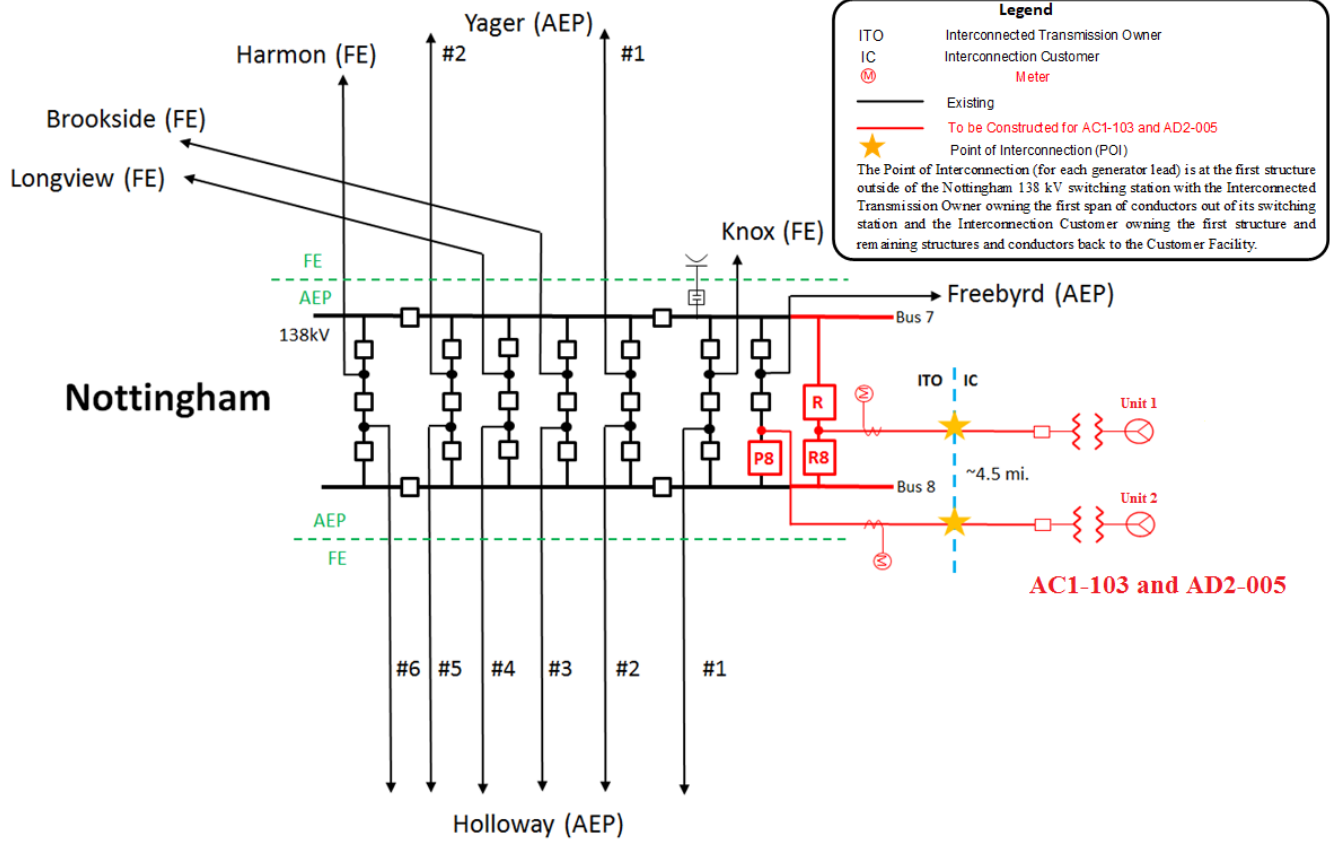 Yager (AEP)
#2
#1
Harmon (FE)
Brookside (FE)
Longview (FE)
Knox (FE)
Freebyrd (AEP)
Legend
ITO Interconnected Transmission Owner
IC Interconnection Customer
M Meter
Existing
To be Constructed for AC1-103 and AD2-005
Point of Interconnection (POI)
The Point of Interconnection (for each generator lead) is at the first structure
outside of the Nottingham 138 kV switching station with the Interconnected
Transmission Owner owning the first span of conductors out of its switching
station and the Interconnection Customer owning the first structure and
remaining structures and conductors back to the Customer Facility.
FE
AEP
138kV
Bus 7
Nottingham
ITO IC
R
M
Unit 1
P8
R8
~4.5 mi.
Bus 8
Unit 2
AEP
FE
M
AC1-103 and AD2-005
#6
#5
#4
#3
#2
#1
Holloway (AEP)